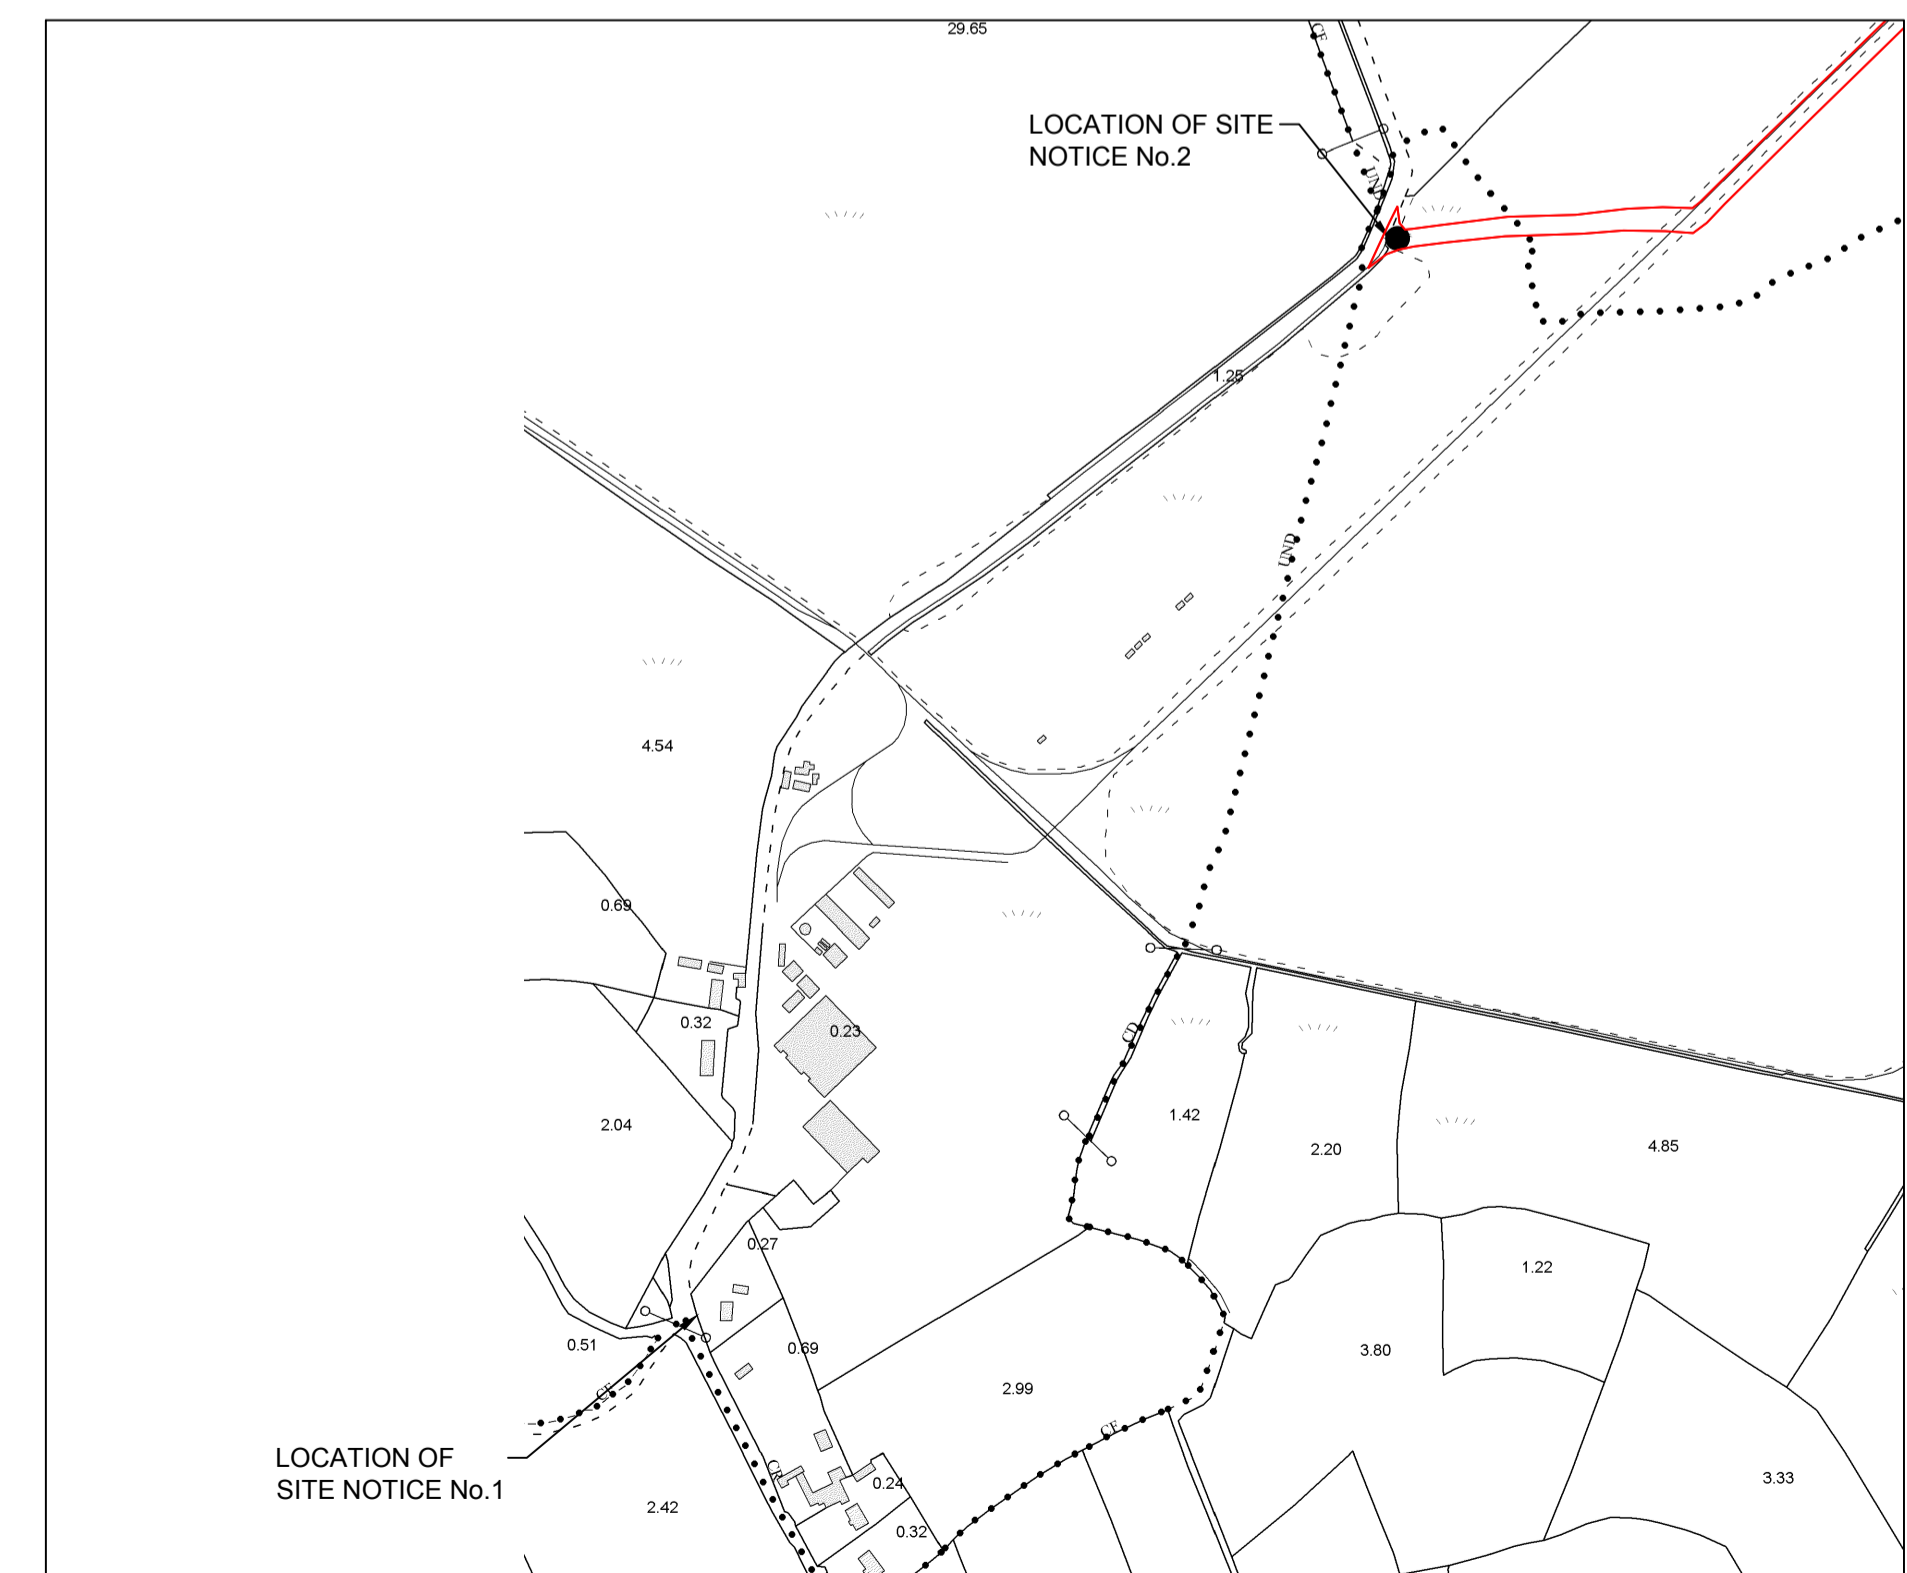 29.65
CF
LOCATION OF SITE
NOTICE No.2
UND
1.25
UND
4.54
0.69
0.32
0.23
CD
1.42
2.04
2.20
4.85
0.27
1.22
0.51
0.69
3.80
2.99
CF
CF
LOCATION OF
SITE NOTICE No.1
0.24
3.33
2.42
0.32